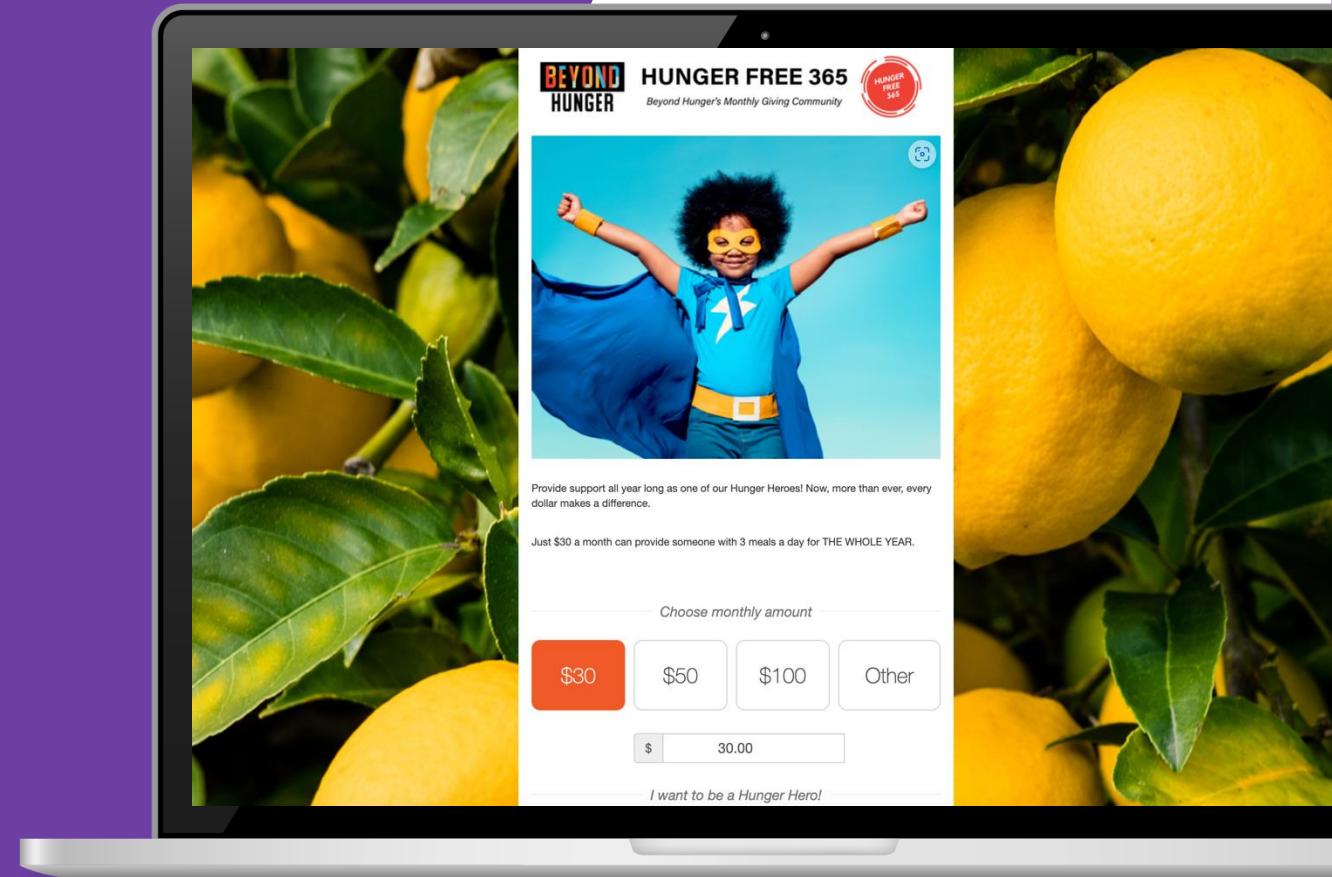 BEYOND
HUNGER
HUNGER FREE 365
Beyond Hunger's Monthly Giving Community
HUNGER
FREE
365
Provide support all year long as one of our Hunger Heroes! Now, more than ever, every
dollar makes a difference.
Just $30 a month can provide someone with 3 meals a day for THE WHOLE YEAR.
Choose monthly amount
$30
$50
$100
Other
$
30.00
I want to be a Hunger Hero!